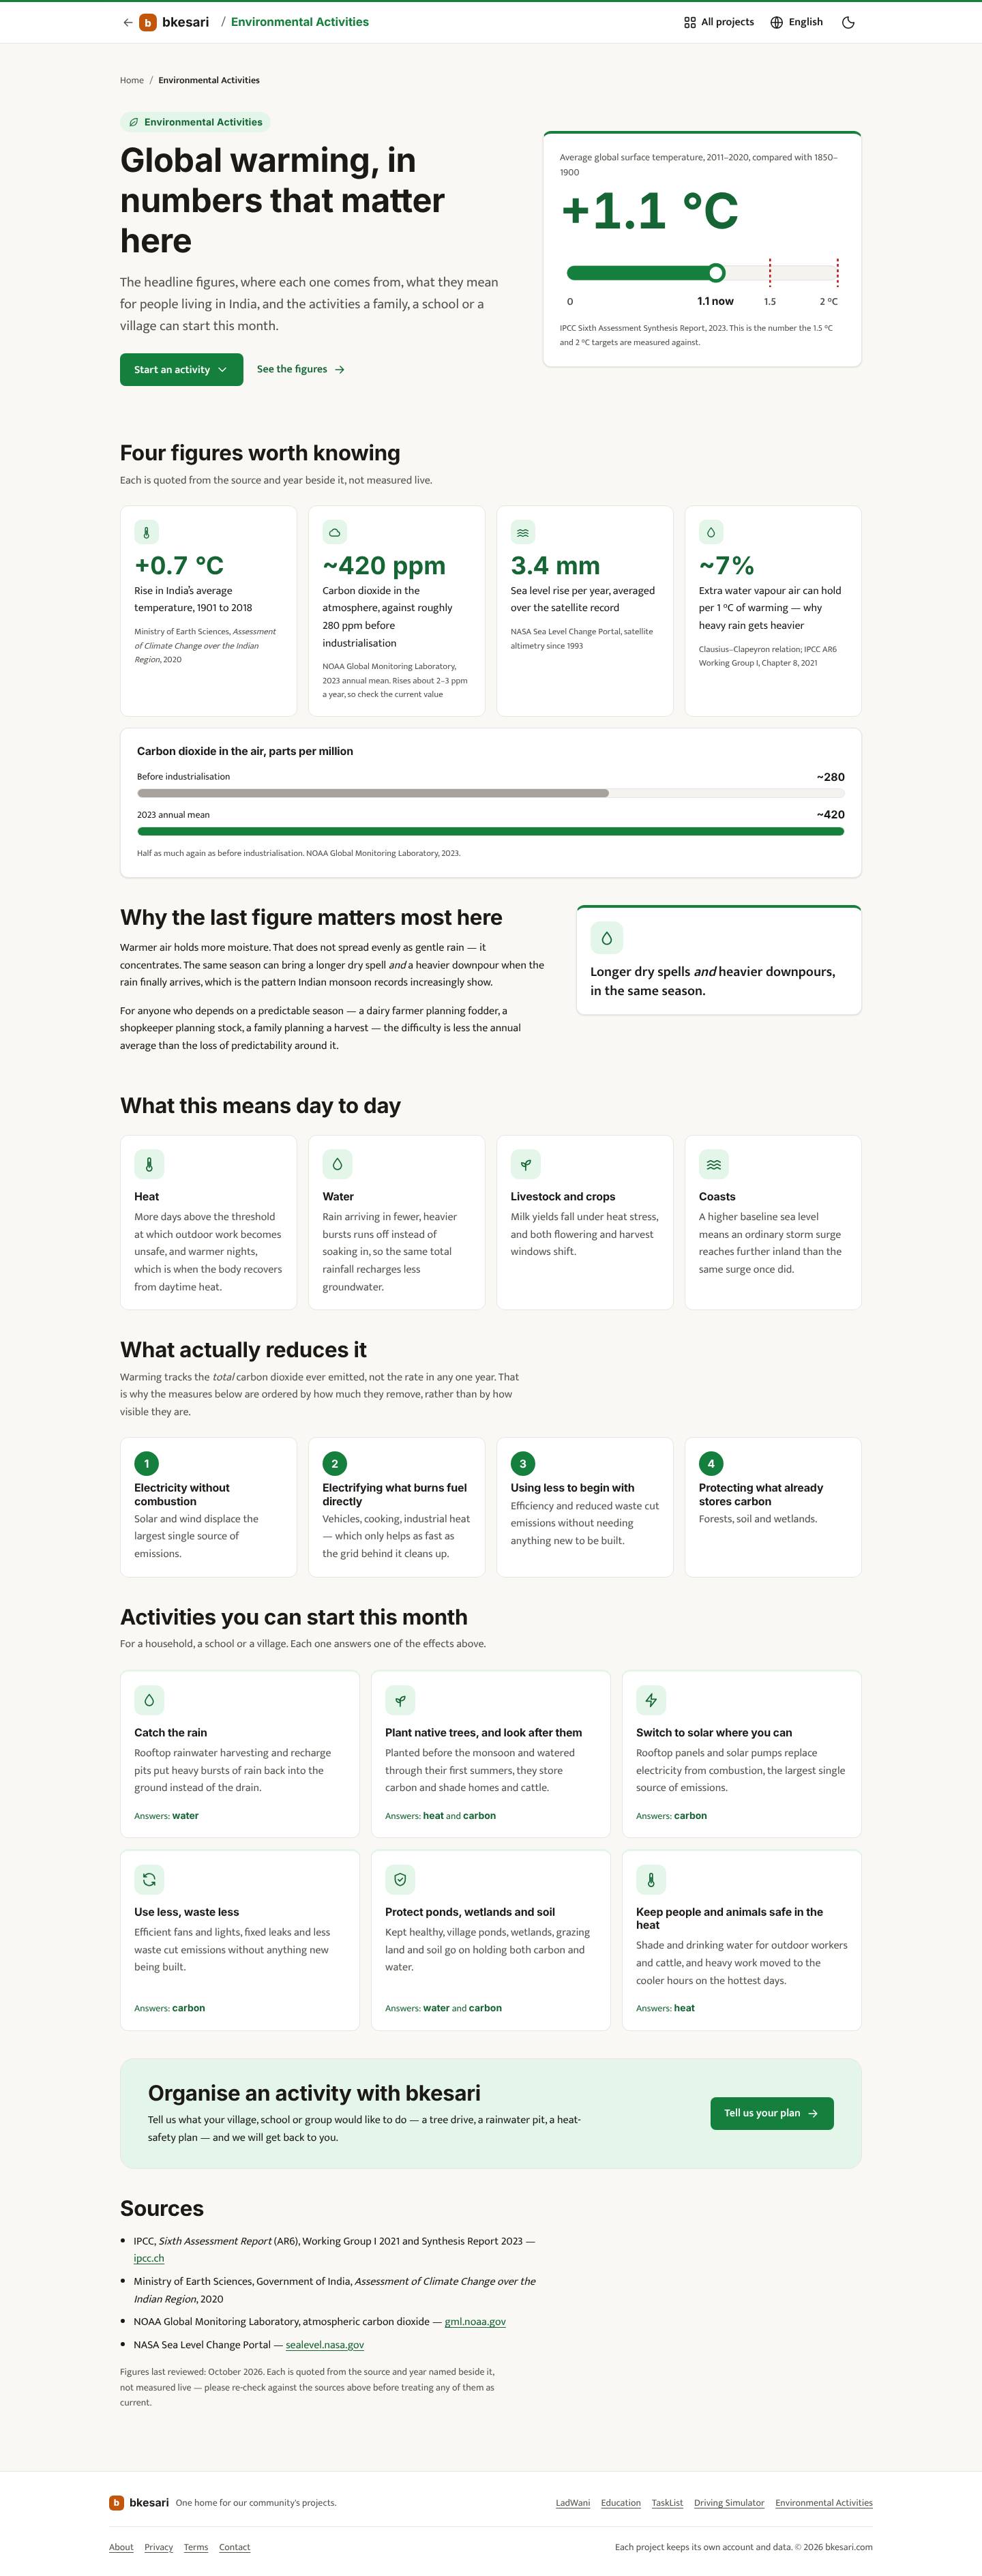 b bkesari / Environmental Activities
All projects English
Home / Environmental Activities
Environmental Activities
Global warming, in
numbers that matter
here
The headline figures, where each one comes from, what they mean
for people living in India, and the activities a family, a school or a
village can start this month.
Start an activity
See the figures
Average global surface temperature, 2011–2020, compared with 1850–
1900
+1.1 °C
0 1.1 now 1.5 2 °C
IPCC Sixth Assessment Synthesis Report, 2023. This is the number the 1.5 °C
and 2 °C targets are measured against.
Four figures worth knowing
Each is quoted from the source and year beside it, not measured live.
+0.7 °C
Rise in India's average
temperature, 1901 to 2018
Ministry of Earth Sciences, Assessment
of Climate Change over the Indian
Region, 2020
~420 ppm
Carbon dioxide in the
atmosphere, against roughly
280 ppm before
industrialisation
NOAA Global Monitoring Laboratory,
2023 annual mean. Rises about 2–3 ppm
a year, so check the current value
3.4 mm
Sea level rise per year, averaged
over the satellite record
NASA Sea Level Change Portal, satellite
altimetry since 1993
~7%
Extra water vapour air can hold
per 1 °C of warming — why
heavy rain gets heavier
Clausius–Clapeyron relation; IPCC AR6
Working Group I, Chapter 8, 2021
Carbon dioxide in the air, parts per million
Before industrialisation ~280
2023 annual mean ~420
Half as much again as before industrialisation. NOAA Global Monitoring Laboratory, 2023.
Why the last figure matters most here
Warmer air holds more moisture. That does not spread evenly as gentle rain — it
concentrates. The same season can bring a longer dry spell and a heavier downpour when the
rain finally arrives, which is the pattern Indian monsoon records increasingly show.
For anyone who depends on a predictable season — a dairy farmer planning fodder, a
shopkeeper planning stock, a family planning a harvest — the difficulty is less the annual
average than the loss of predictability around it.
Longer dry spells and heavier downpours,
in the same season.
What this means day to day
Heat
More days above the threshold
at which outdoor work becomes
unsafe, and warmer nights,
which is when the body recovers
from daytime heat.
Water
Rain arriving in fewer, heavier
bursts runs off instead of
soaking in, so the same total
rainfall recharges less
groundwater.
Livestock and crops
Milk yields fall under heat stress,
and both flowering and harvest
windows shift.
Coasts
A higher baseline sea level
means an ordinary storm surge
reaches further inland than the
same surge once did.
What actually reduces it
Warming tracks the total carbon dioxide ever emitted, not the rate in any one year. That
is why the measures below are ordered by how much they remove, rather than by how
visible they are.
1
Electricity without
combustion
Solar and wind displace the
largest single source of
emissions.
2
Electrifying what burns fuel
directly
Vehicles, cooking, industrial heat
— which only helps as fast as
the grid behind it cleans up.
3
Using less to begin with
Efficiency and reduced waste cut
emissions without needing
anything new to be built.
4
Protecting what already
stores carbon
Forests, soil and wetlands.
Activities you can start this month
For a household, a school or a village. Each one answers one of the effects above.
Catch the rain
Rooftop rainwater harvesting and recharge
pits put heavy bursts of rain back into the
ground instead of the drain.
Answers: water
Plant native trees, and look after them
Planted before the monsoon and watered
through their first summers, they store
carbon and shade homes and cattle.
Answers: heat and carbon
Switch to solar where you can
Rooftop panels and solar pumps replace
electricity from combustion, the largest single
source of emissions.
Answers: carbon
Use less, waste less
Efficient fans and lights, fixed leaks and less
waste cut emissions without anything new
being built.
Answers: carbon
Protect ponds, wetlands and soil
Kept healthy, village ponds, wetlands, grazing
land and soil go on holding both carbon and
water.
Answers: water and carbon
Keep people and animals safe in the
heat
Shade and drinking water for outdoor workers
and cattle, and heavy work moved to the
cooler hours on the hottest days.
Answers: heat
Organise an activity with bkesari
Tell us what your village, school or group would like to do — a tree drive, a rainwater pit, a heat-
safety plan — and we will get back to you.
Tell us your plan
Sources
IPCC, Sixth Assessment Report (AR6), Working Group I 2021 and Synthesis Report 2023 —
ipcc.ch
Ministry of Earth Sciences, Government of India, Assessment of Climate Change over the
Indian Region, 2020
NOAA Global Monitoring Laboratory, atmospheric carbon dioxide — gml.noaa.gov
NASA Sea Level Change Portal — sealevel.nasa.gov
Figures last reviewed: October 2026. Each is quoted from the source and year named beside it,
not measured live — please re-check against the sources above before treating any of them as
current.
b bkesari One home for our community's projects.
LadWani Education TaskList Driving Simulator Environmental Activities
About Privacy Terms Contact
Each project keeps its own account and data. © 2026 bkesari.com